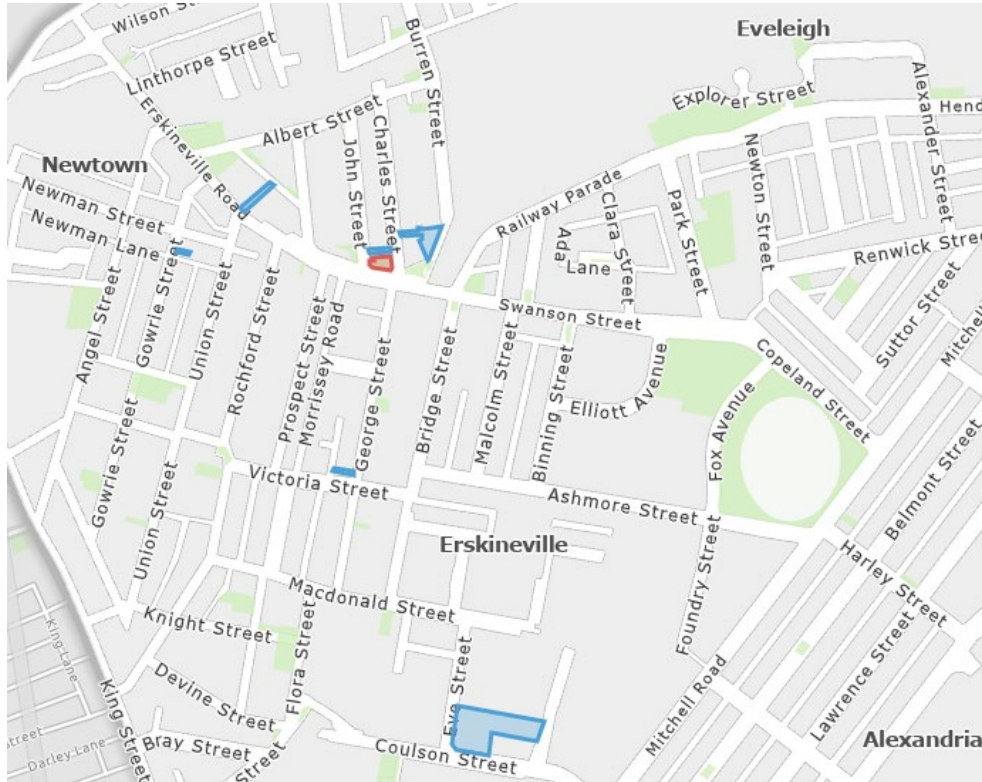 Wilson Street
Burren Street
Eveleigh
Linthorpe Street
Explorer Street
Alexander Street
Erskineville Road
Albert Street
Charles Street
John Street
Newtown
Newton Street
Newman Street
Newman Lane
Railway Parade
Clara Street
Park Street
Ada
Lane
Renwick
Swanson Street
Suttor Street
Mitchell
Angel Street
Gowrie Street
Union Street
Rochford Street
Prospect Street
Morrissey Road
George Street
Bridge Street
Malcolm Street
Binning Street
Elliott Avenue
Copeland Street
Fox Avenue
Belmont Street
Gowrie Street
Union Street
Victoria Street
Ashmore Street
Erskineville
Harley Street
Foundry Street
Macdonald Street
Knight Street
King Lane
Flora Street
Eve Street
Devine Street
King Street
Mitchell Road
Lawrence Street
Street
Darley Lane
Bray Street
Street
Coulson Street
Alexandria